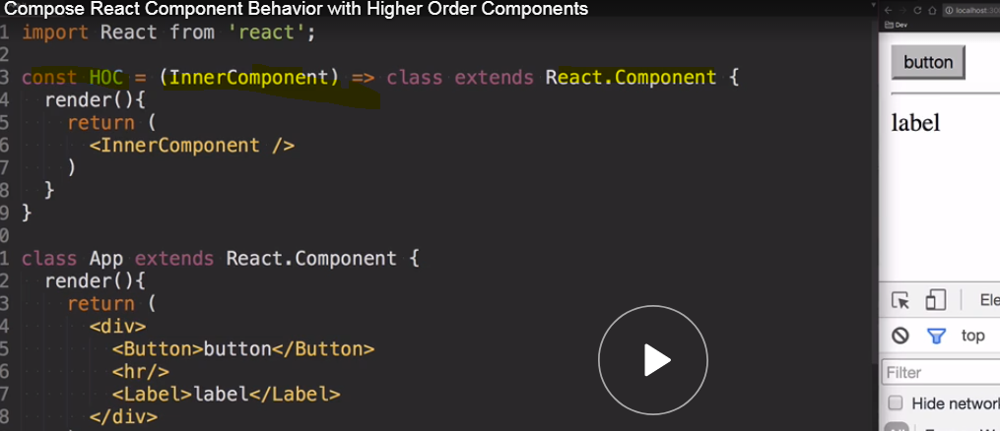 Compose React Component Behavior with Higher Order Components
1 import React from 'react';
2
3 const HOC = (InnerComponent) => class extends React.Component {
4 render(){
5 return (
6 <InnerComponent />
7 )
8 }
9 }
0
1 class App extends React.Component {
2 render(){
3 return (
4 <div>
5 <Button>button</Button>
6 <hr/>
7 <Label>label</Label>
8 </div>
localhost:300
Dev
button
label
Ele
top
Filter
Hide networ